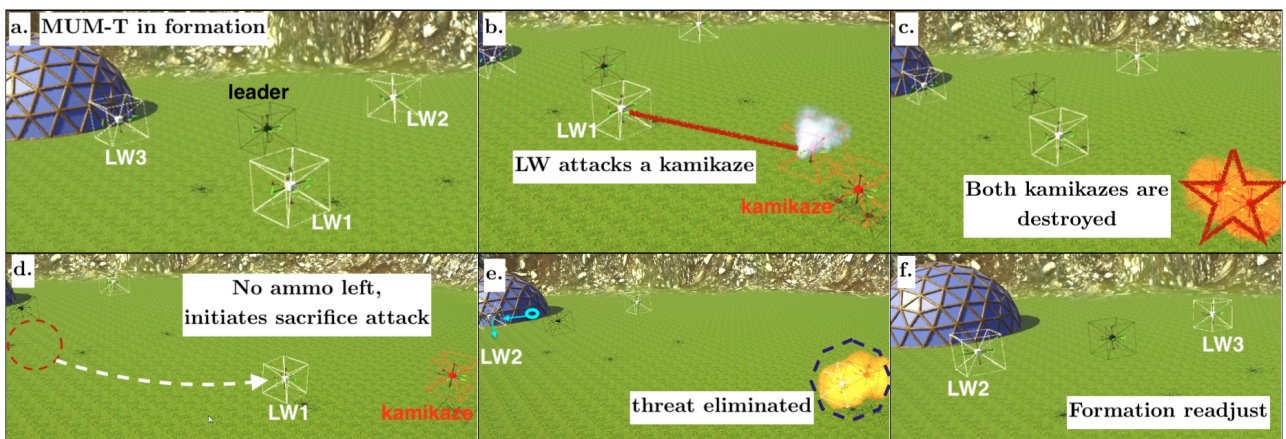 a. MUM-T in formation
leader
LW2
LW3
LW1
b.
LW1
LW attacks a kamikaze
kamikaze
c.
Both kamikazes are
destroyed
d.
No ammo left,
initiates sacrifice attack
LW1
kamikaze
e.
LW2
threat eliminated
f.
LW3
LW2
Formation readjust